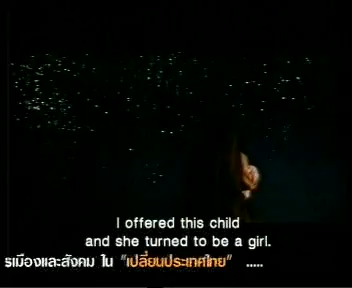 I offered this child
and she turned to be a girl.
รเมืองและสังคม ใน "เปลี่ยนประเทศไทย" .....